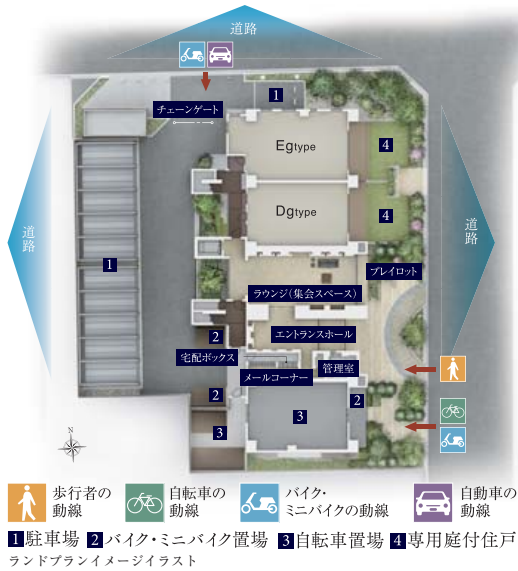 道路
チェーンゲート
1
Egtype
4
道路
Dgtype
4
道路
1
プレイロット
ラウンジ(集会スペース)
2
エントランスホール
宅配ボックス
管理室
メールコーナー
2
2
3
3
N
歩行者の動線
自転車の動線
バイク・ミニバイクの動線
自動車の動線
1 駐車場 2 バイク・ミニバイク置場 3 自転車置場 4 専用庭付住戸
ランドプランイメージイラスト